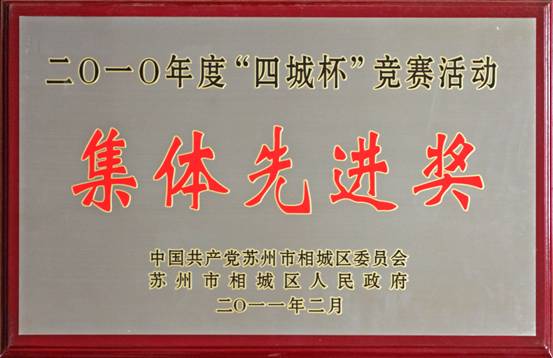 二〇一〇年度“四城杯”竞赛活动
集体先进奖
中国共产党苏州市相城区委员会
苏州市相城区人民政府
二〇一一年二月